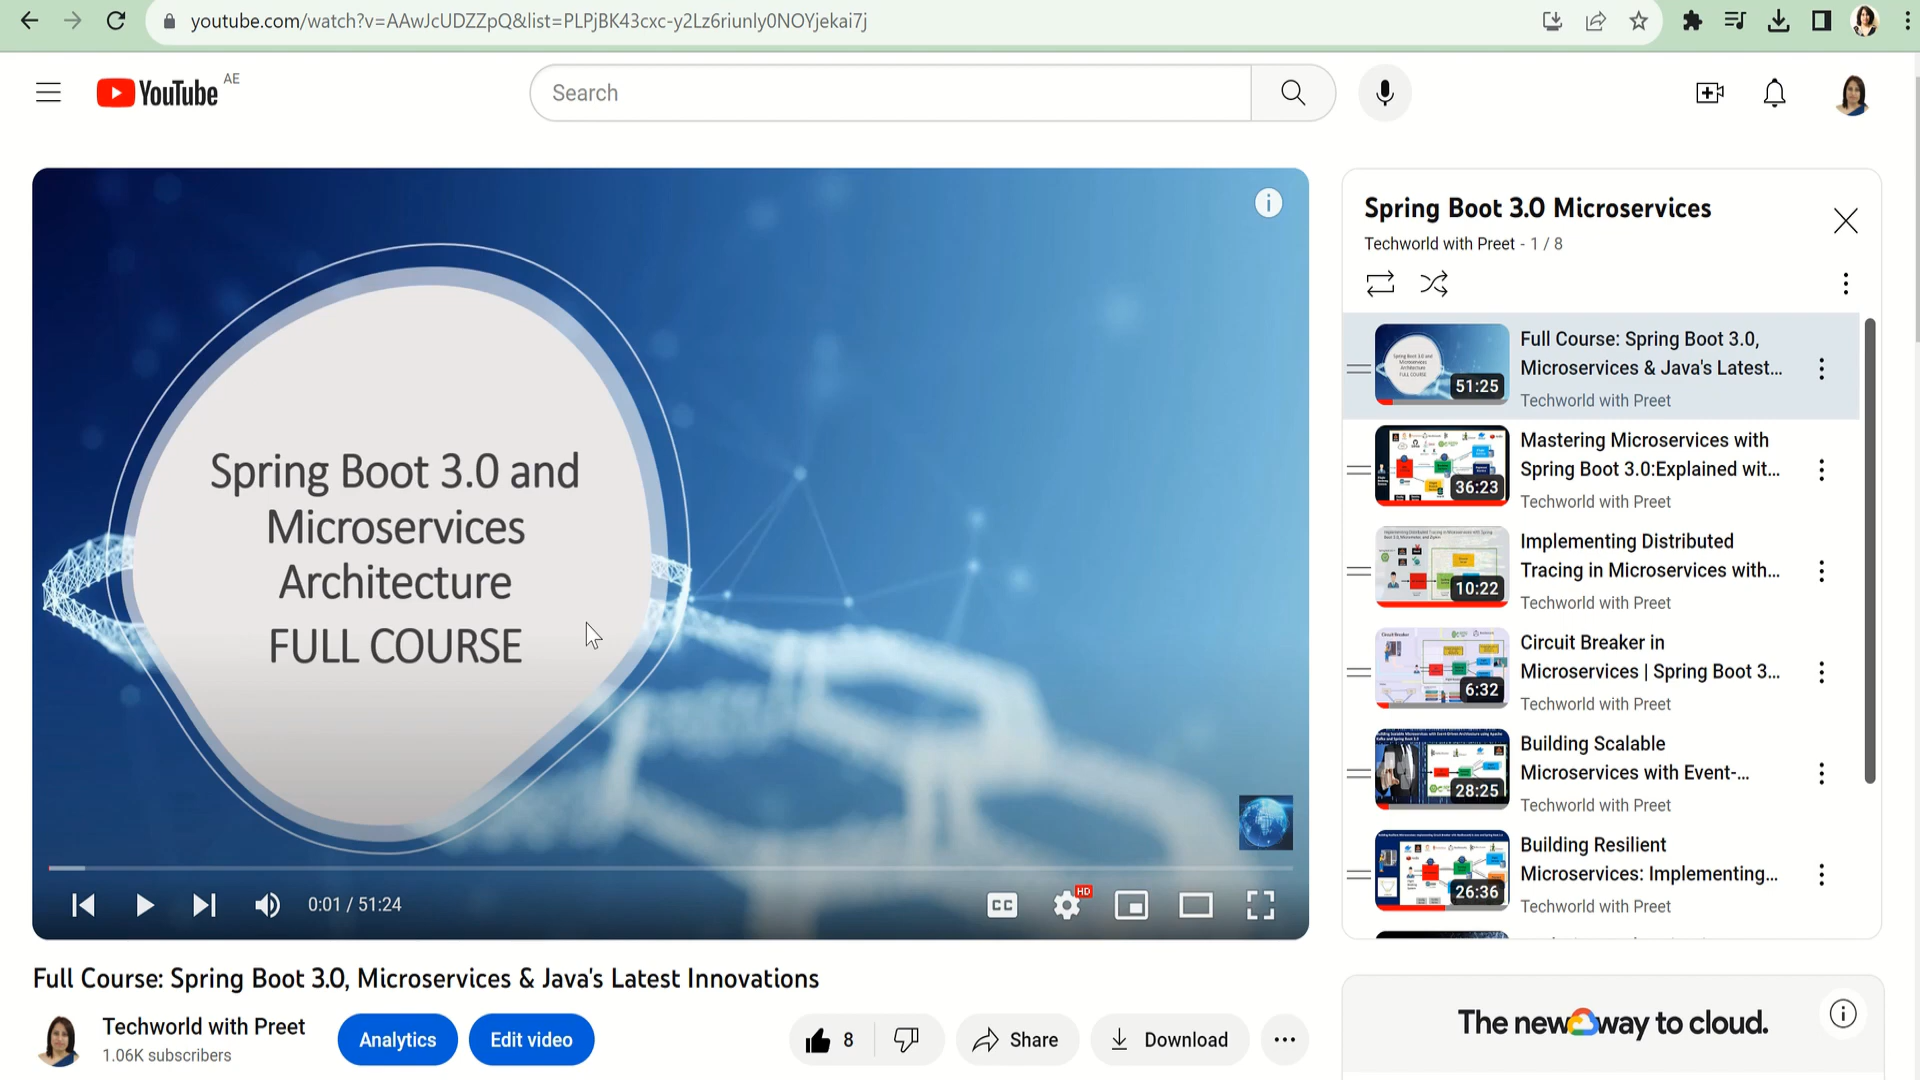 youtube.com/watch?v=AAwJcUDZZpQ&list=PLPjBK43cxc-y2Lz6riunly0NOYjekai7j
YouTube AE
Search
Spring Boot 3.0 and
Microservices
Architecture
FULL COURSE
0:01 / 51:24
CC
HD
Full Course: Spring Boot 3.0, Microservices & Java's Latest Innovations
Techworld with Preet
1.06K subscribers
Analytics
Edit video
8
Share
Download
Spring Boot 3.0 Microservices
Techworld with Preet - 1 / 8
51:25
Full Course: Spring Boot 3.0,
Microservices & Java's Latest...
Techworld with Preet
36:23
Mastering Microservices with
Spring Boot 3.0:Explained wit...
Techworld with Preet
10:22
Implementing Distributed
Tracing in Microservices with...
Techworld with Preet
6:32
Circuit Breaker in
Microservices | Spring Boot 3...
Techworld with Preet
28:25
Building Scalable
Microservices with Event-...
Techworld with Preet
26:36
Building Resilient
Microservices: Implementing...
Techworld with Preet
The new way to cloud.